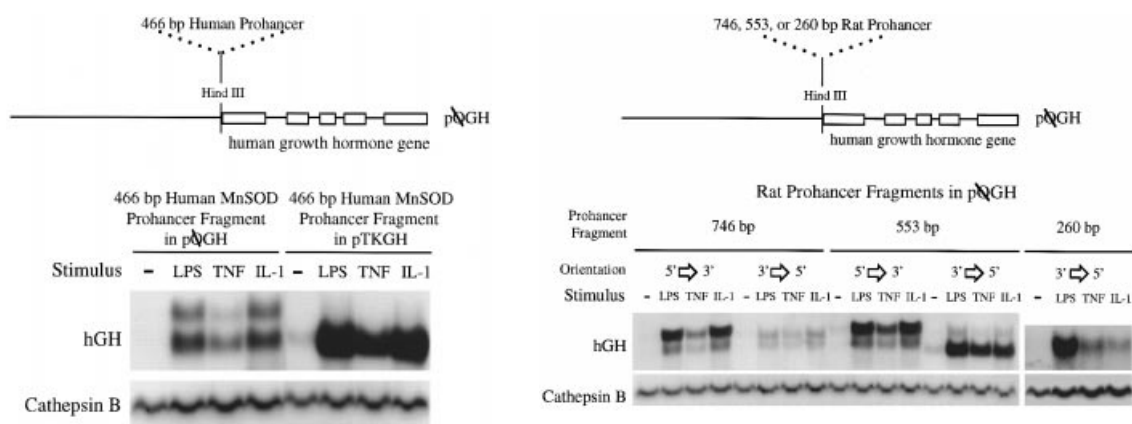 466 bp Human Prohancer
Hind III
pØGH
human growth hormone gene
466 bp Human MnSOD 466 bp Human MnSOD
Prohancer Fragment Prohancer Fragment
in pØGH in pTKGH
Stimulus – LPS TNF IL-1 – LPS TNF IL-1
hGH
Cathepsin B
746, 553, or 260 bp Rat Prohancer
Hind III
pØGH
human growth hormone gene
Rat Prohancer Fragments in pØGH
Prohancer
Fragment 746 bp 553 bp 260 bp
Orientation 5' ⇨ 3' 3' ⇨ 5' 5' ⇨ 3' 3' ⇨ 5' 3' ⇨ 5'
Stimulus – LPS TNF IL-1 – LPS TNF IL-1 – LPS TNF IL-1 – LPS TNF IL-1 – LPS TNF IL-1
hGH
Cathepsin B